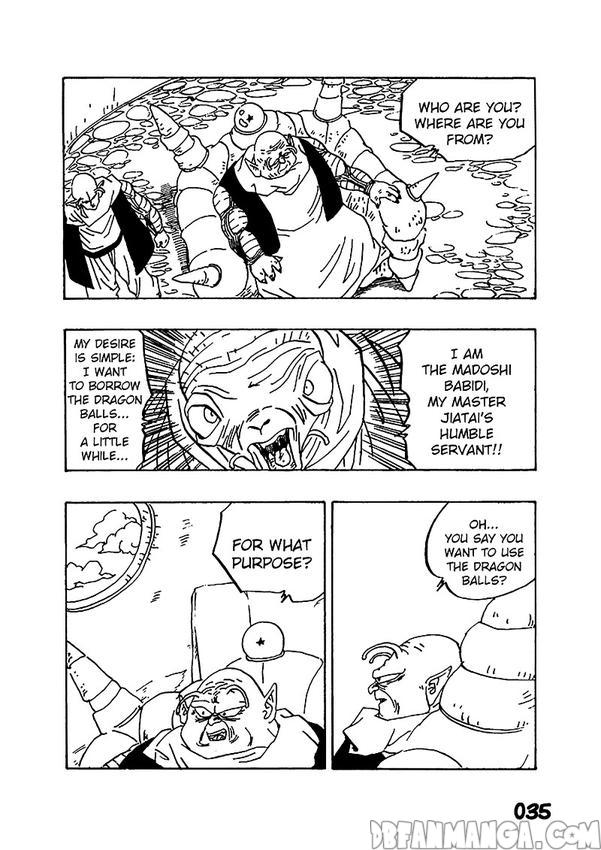 WHO ARE YOU?
WHERE ARE YOU
FROM?
MY DESIRE
IS SIMPLE:
I WANT
TO BORROW
THE DRAGON
BALLS...
FOR
A LITTLE
WHILE...
I AM
THE MADOSHI
BABIDI,
MY MASTER
JIATAI'S
HUMBLE
SERVANT!!
FOR WHAT
PURPOSE?
OH...
YOU SAY YOU
WANT TO USE
THE DRAGON
BALLS?
035
DBFANMANGA.COM